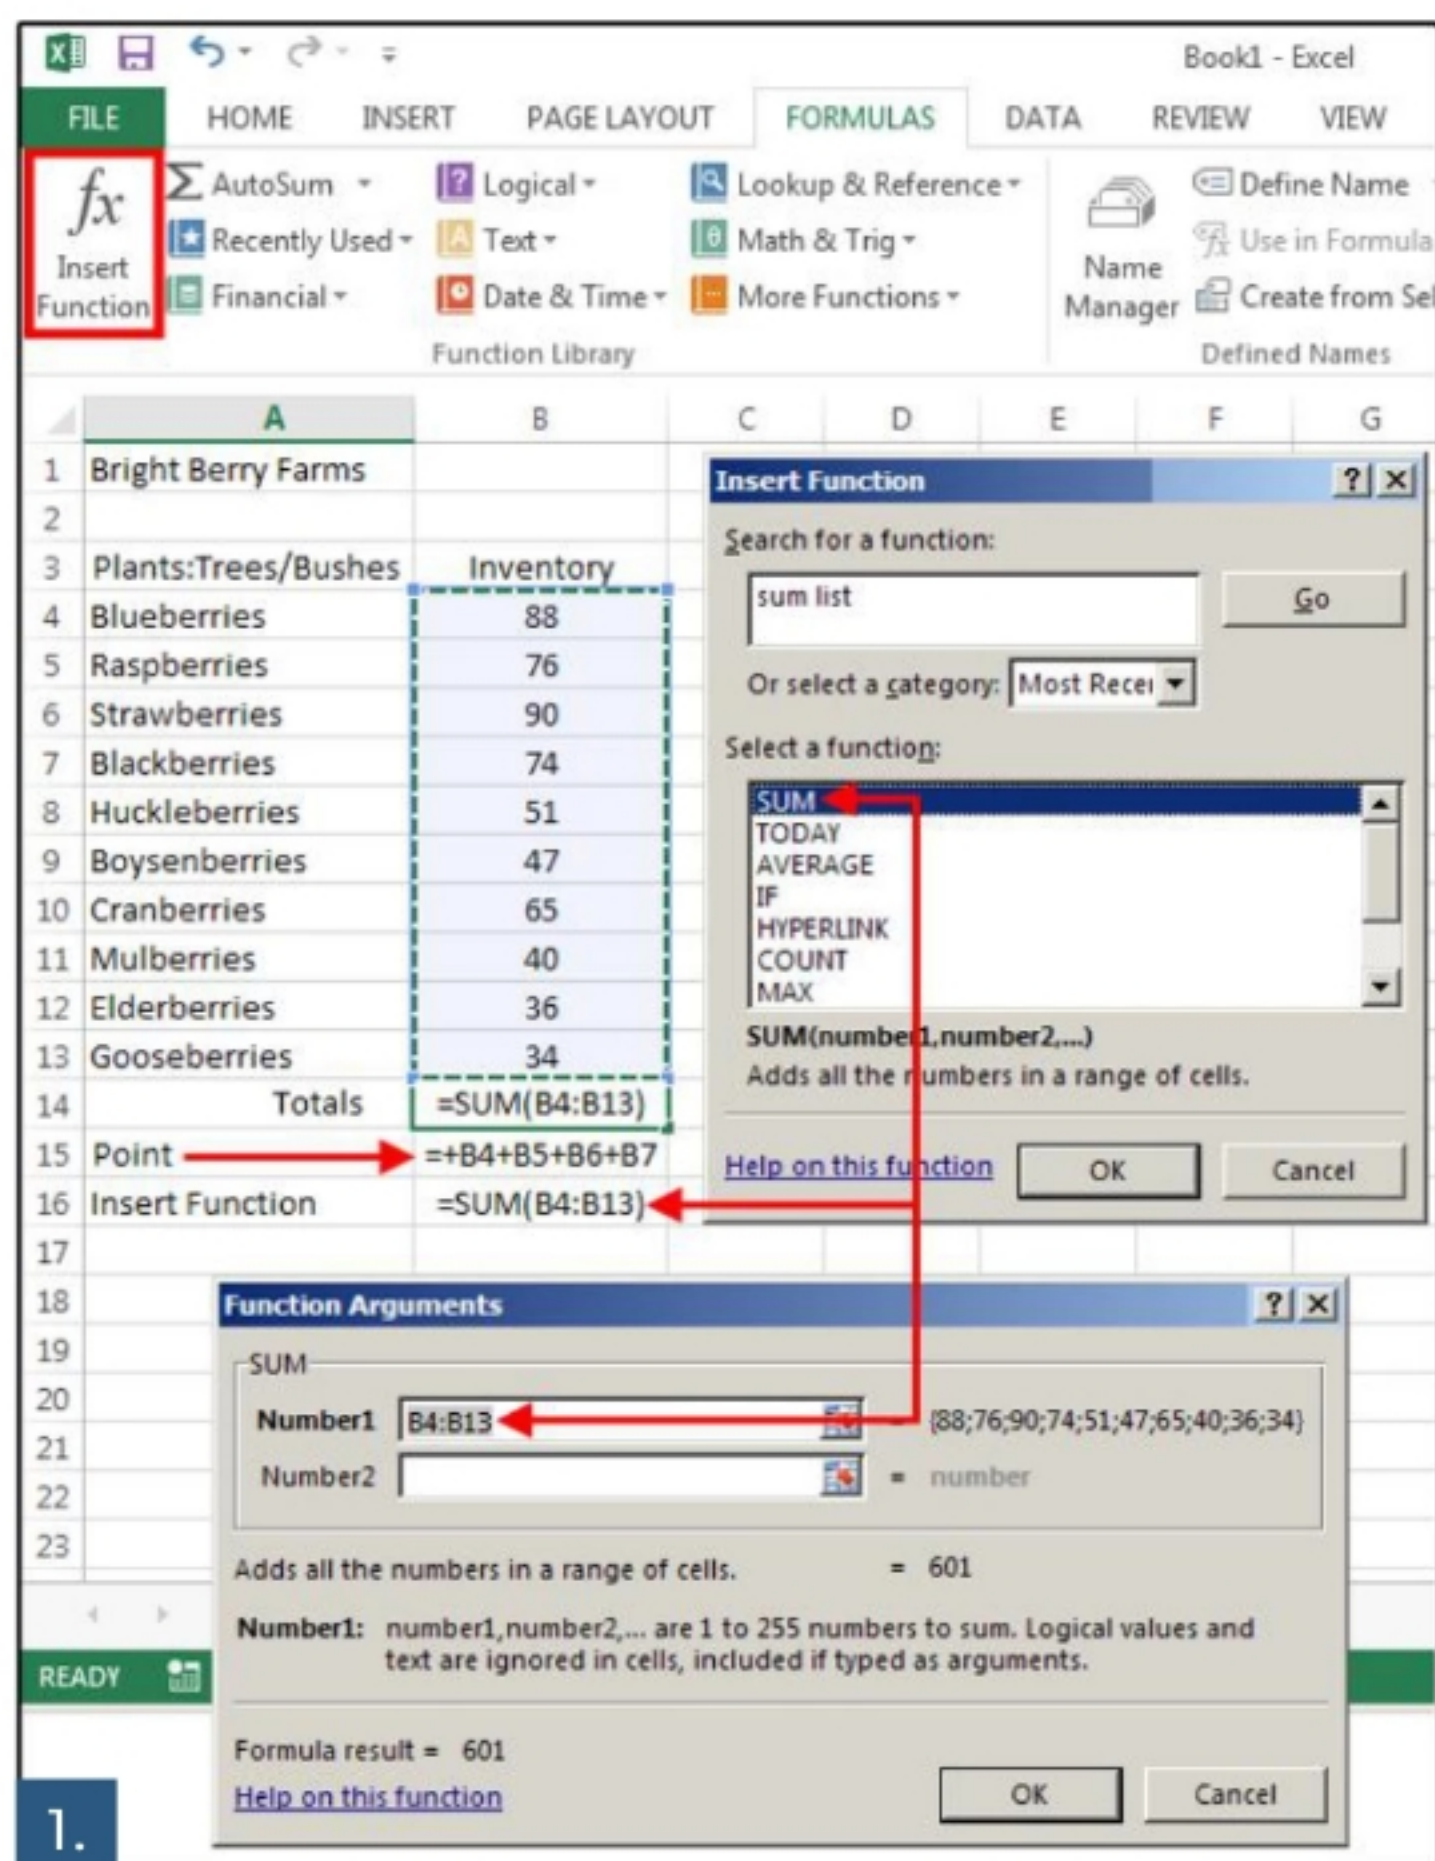 Book1 - Excel
FILE HOME INSERT PAGE LAYOUT FORMULAS DATA REVIEW VIEW
fx Insert Function
Σ AutoSum
Recently Used
Financial
Logical
Text
Date & Time
Lookup & Reference
Math & Trig
More Functions
Function Library
Name Manager
Define Name
Use in Formula
Create from Sel
Defined Names
A B C D E F G
1 Bright Berry Farms
2
3 Plants:Trees/Bushes Inventory
4 Blueberries 88
5 Raspberries 76
6 Strawberries 90
7 Blackberries 74
8 Huckleberries 51
9 Boysenberries 47
10 Cranberries 65
11 Mulberries 40
12 Elderberries 36
13 Gooseberries 34
14 Totals =SUM(B4:B13)
15 Point =+B4+B5+B6+B7
16 Insert Function =SUM(B4:B13)
17
18
19
20
21
22
23
Insert Function ? X
Search for a function:
sum list Go
Or select a category: Most Recei
Select a function:
SUM
TODAY
AVERAGE
IF
HYPERLINK
COUNT
MAX
SUM(number1,number2,...)
Adds all the numbers in a range of cells.
Help on this function OK Cancel
Function Arguments ? X
SUM
Number1 B4:B13 = {88;76;90;74;51;47;65;40;36;34}
Number2 = number
Adds all the numbers in a range of cells. = 601
Number1: number1,number2,... are 1 to 255 numbers to sum. Logical values and
text are ignored in cells, included if typed as arguments.
Formula result = 601
Help on this function OK Cancel
READY
1.